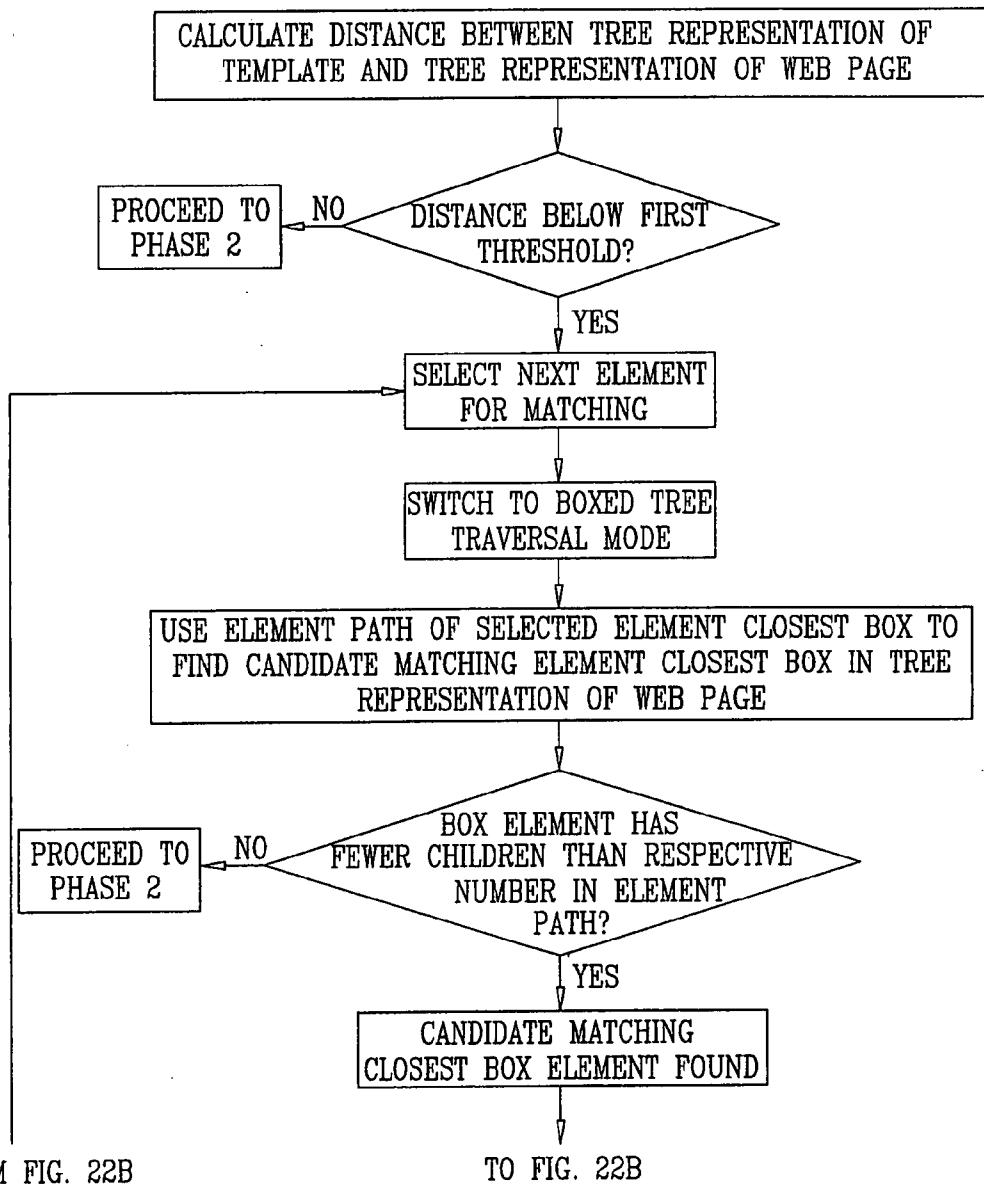 CALCULATE DISTANCE BETWEEN TREE REPRESENTATION OF
TEMPLATE AND TREE REPRESENTATION OF WEB PAGE
PROCEED TO
PHASE 2
NO
DISTANCE BELOW FIRST
THRESHOLD?
YES
SELECT NEXT ELEMENT
FOR MATCHING
SWITCH TO BOXED TREE
TRAVERSAL MODE
USE ELEMENT PATH OF SELECTED ELEMENT CLOSEST BOX TO
FIND CANDIDATE MATCHING ELEMENT CLOSEST BOX IN TREE
REPRESENTATION OF WEB PAGE
PROCEED TO
PHASE 2
NO
BOX ELEMENT HAS
FEWER CHILDREN THAN RESPECTIVE
NUMBER IN ELEMENT
PATH?
YES
CANDIDATE MATCHING
CLOSEST BOX ELEMENT FOUND
FIG. 22B
TO FIG. 22B